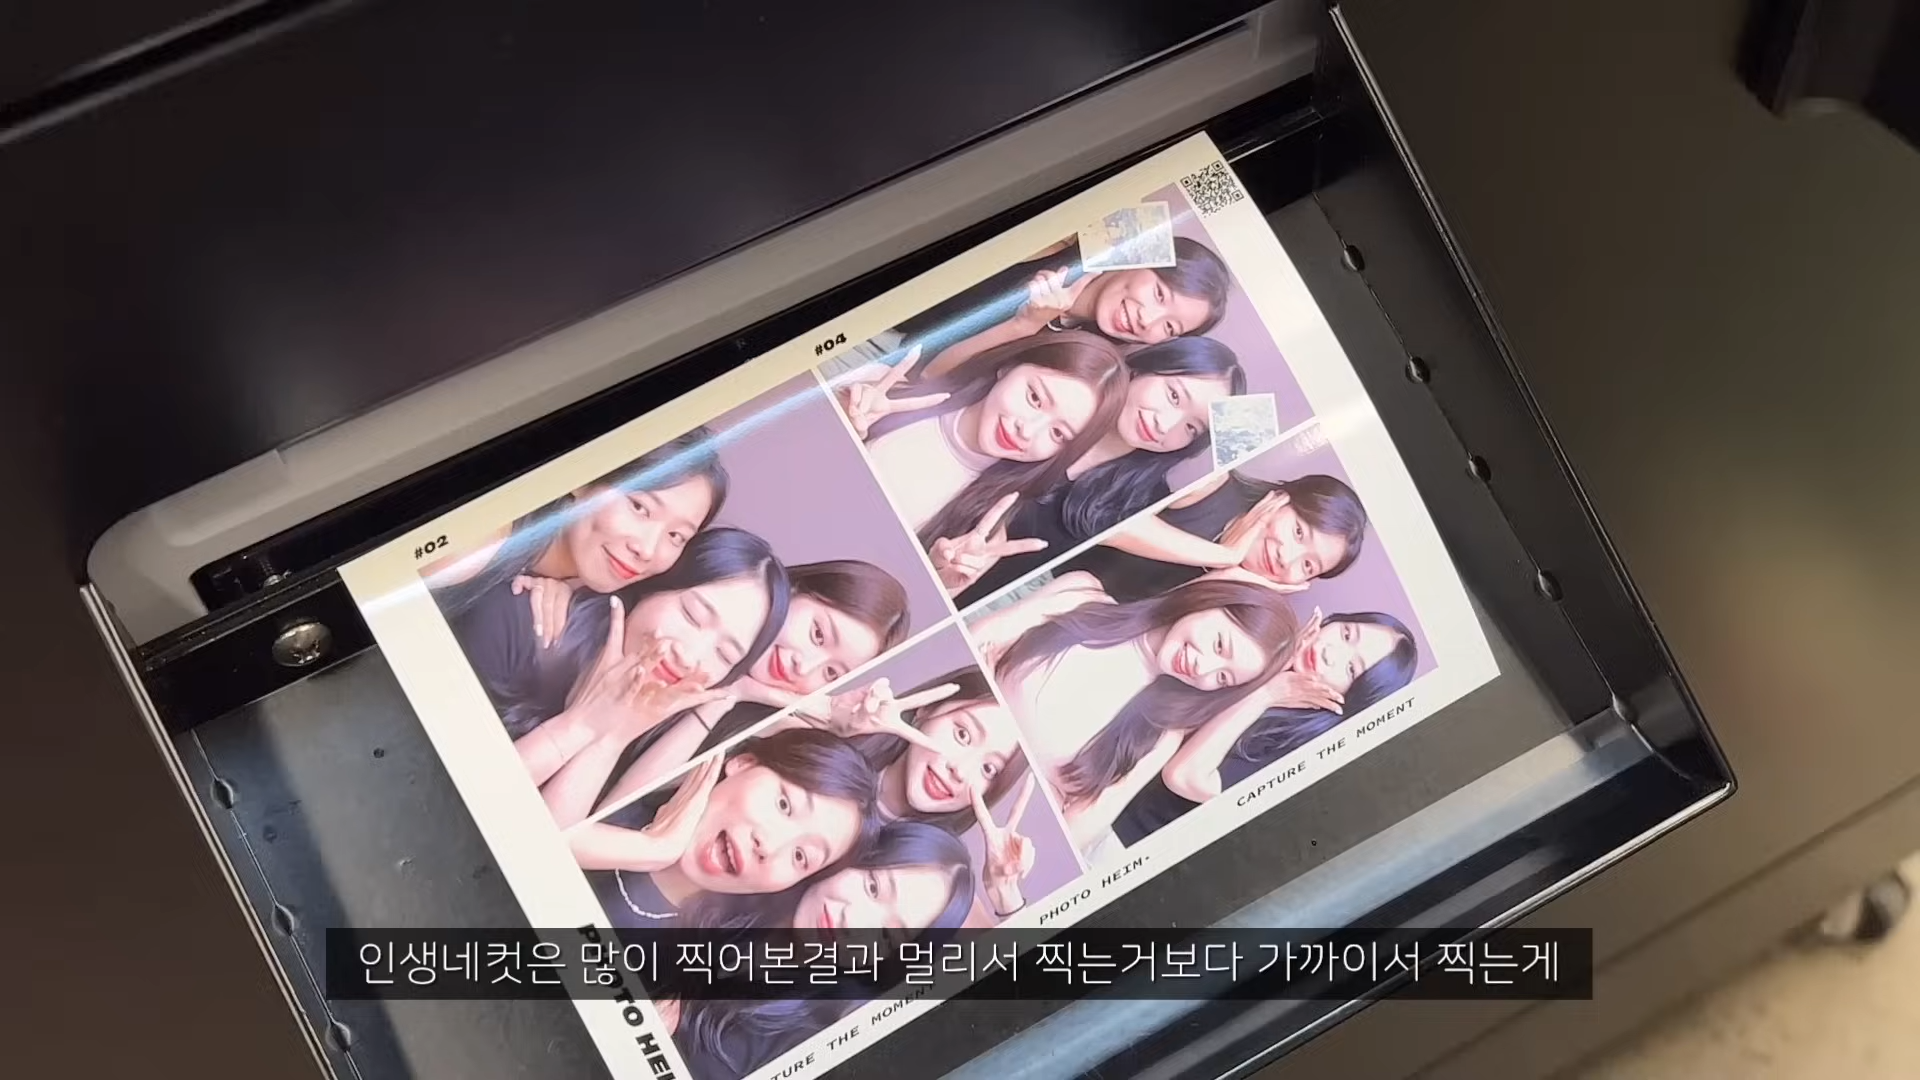 #04
#02
CAPTURE THE MOMENT
PHOTO HEIM.
인생네컷은 많이 찍어본결과 멀리서 찍는거보다 가까이서 찍는게
THE MOMENT